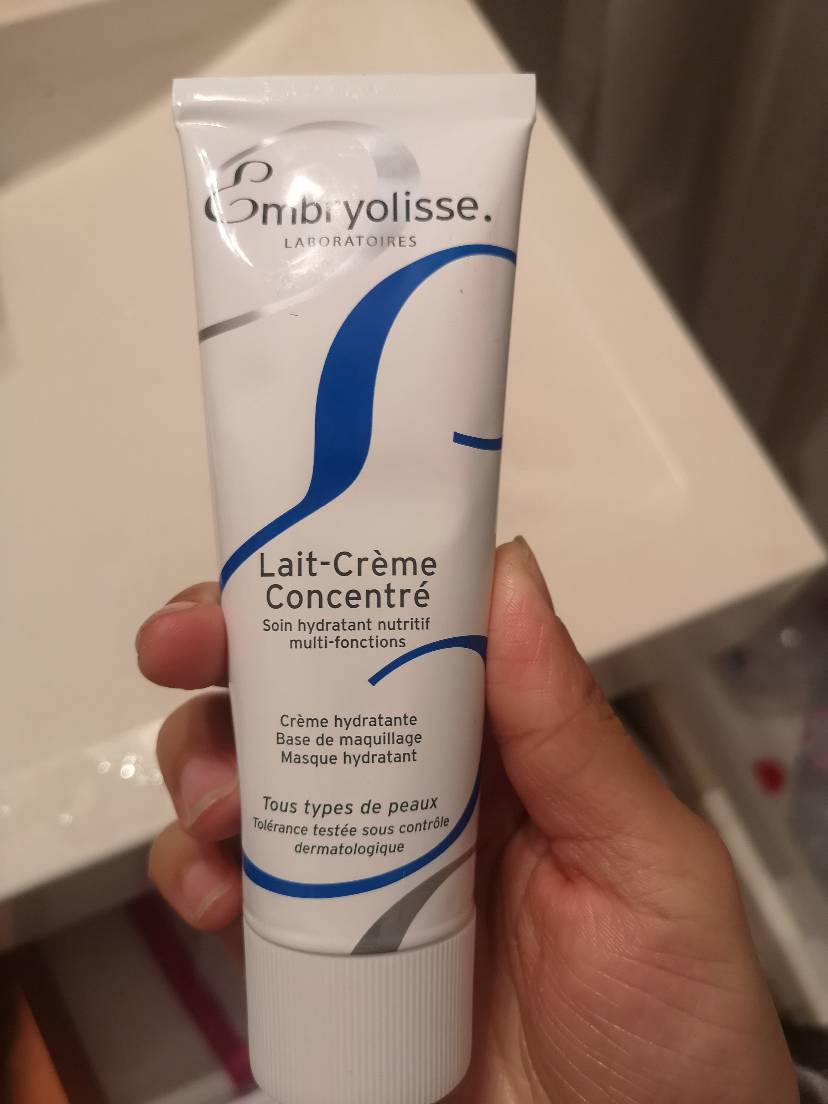 Embryolisse.
LABORATOIRES
Lait-Crème
Concentré
Soin hydratant nutritif
multi-fonctions
Crème hydratante
Base de maquillage
Masque hydratant
Tous types de peaux
Tolérance testée sous contrôle
dermatologique